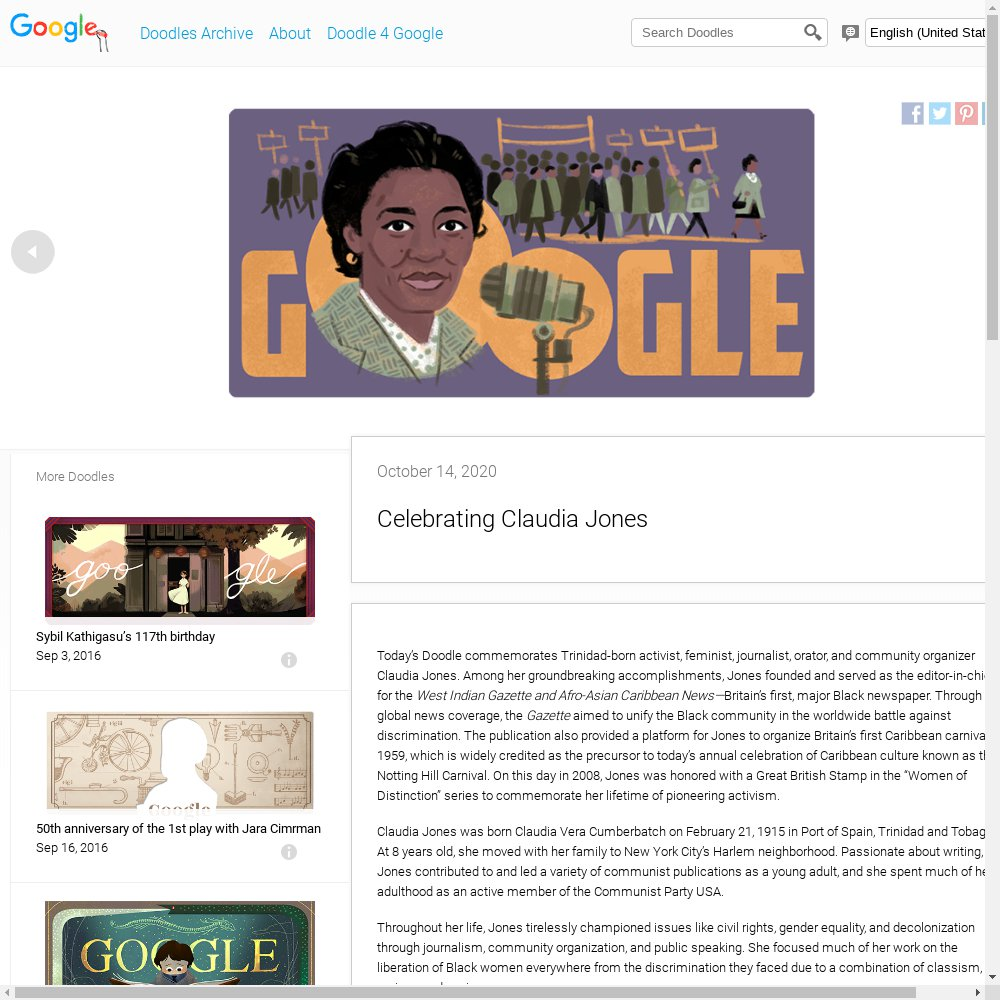 Google
Doodles Archive About Doodle 4 Google
Search Doodles
English (United Stat
GOOGLE
October 14, 2020
Celebrating Claudia Jones
More Doodles
google
Sybil Kathigasu's 117th birthday
Sep 3, 2016
Google
50th anniversary of the 1st play with Jara Cimrman
Sep 16, 2016
GOOGLE
Today's Doodle commemorates Trinidad-born activist, feminist, journalist, orator, and community organizer
Claudia Jones. Among her groundbreaking accomplishments, Jones founded and served as the editor-in-chi
for the West Indian Gazette and Afro-Asian Caribbean News—Britain's first, major Black newspaper. Through
global news coverage, the Gazette aimed to unify the Black community in the worldwide battle against
discrimination. The publication also provided a platform for Jones to organize Britain's first Caribbean carniva
1959, which is widely credited as the precursor to today's annual celebration of Caribbean culture known as th
Notting Hill Carnival. On this day in 2008, Jones was honored with a Great British Stamp in the “Women of
Distinction” series to commemorate her lifetime of pioneering activism.
Claudia Jones was born Claudia Vera Cumberbatch on February 21, 1915 in Port of Spain, Trinidad and Tobag
At 8 years old, she moved with her family to New York City's Harlem neighborhood. Passionate about writing,
Jones contributed to and led a variety of communist publications as a young adult, and she spent much of he
adulthood as an active member of the Communist Party USA.
Throughout her life, Jones tirelessly championed issues like civil rights, gender equality, and decolonization
through journalism, community organization, and public speaking. She focused much of her work on the
liberation of Black women everywhere from the discrimination they faced due to a combination of classism,